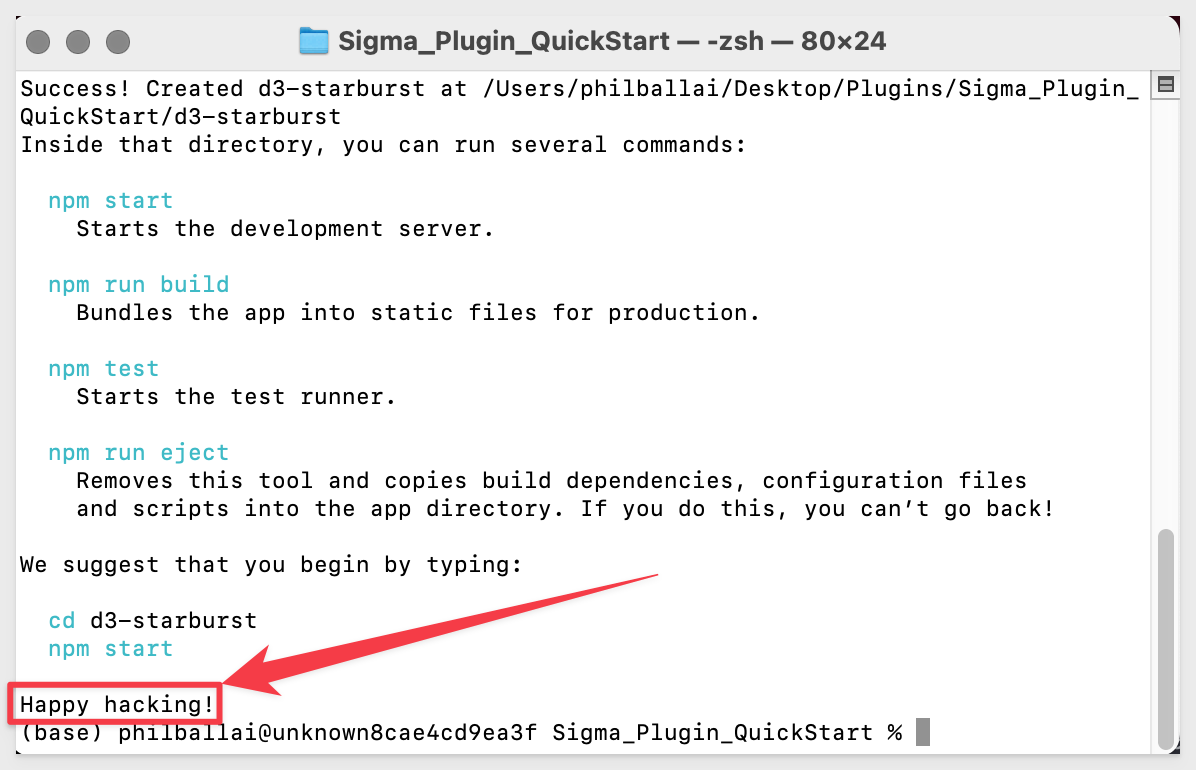 Sigma_Plugin_QuickStart — -zsh — 80×24
Success! Created d3-starburst at /Users/philballai/Desktop/Plugins/Sigma_Plugin_
QuickStart/d3-starburst
Inside that directory, you can run several commands:
npm start
Starts the development server.
npm run build
Bundles the app into static files for production.
npm test
Starts the test runner.
npm run eject
Removes this tool and copies build dependencies, configuration files
and scripts into the app directory. If you do this, you can’t go back!
We suggest that you begin by typing:
cd d3-starburst
npm start
Happy hacking!
(base) philballai@unknown8cae4cd9ea3f Sigma_Plugin_QuickStart %